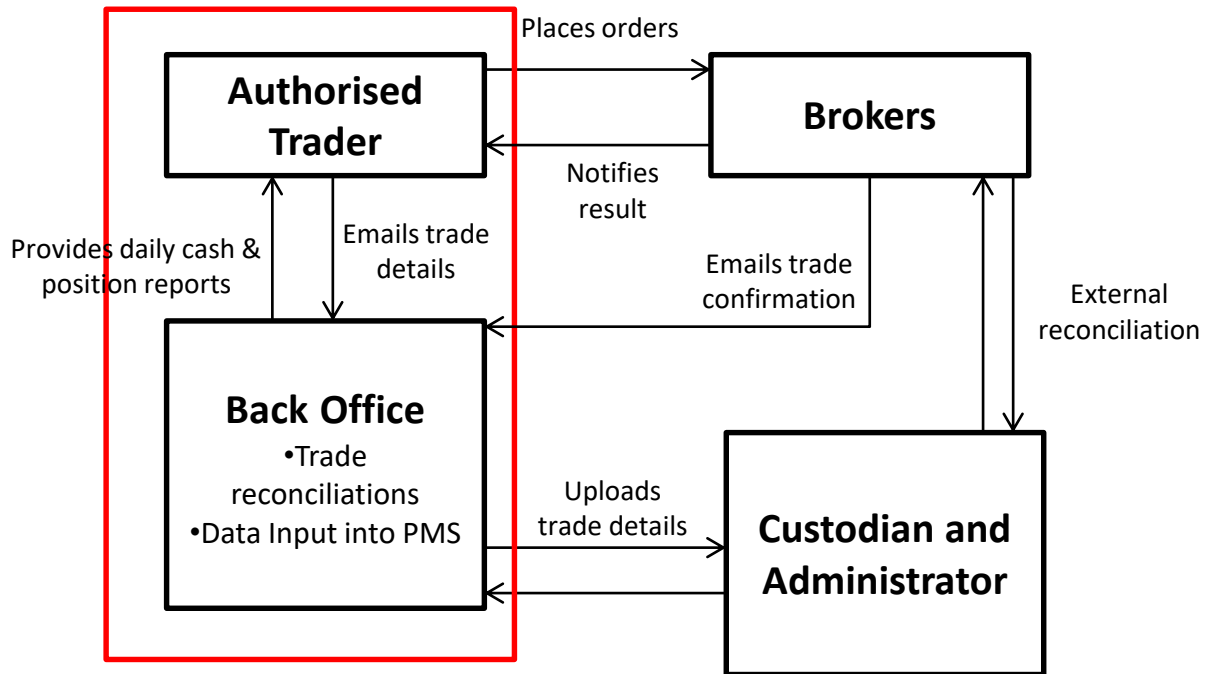 Places orders
Authorised
Trader
Brokers
Notifies
result
Provides daily cash &
position reports
Emails trade
details
Emails trade
confirmation
External
reconciliation
Back Office
•Trade
reconciliations
•Data Input into PMS
Uploads
trade details
Custodian and
Administrator